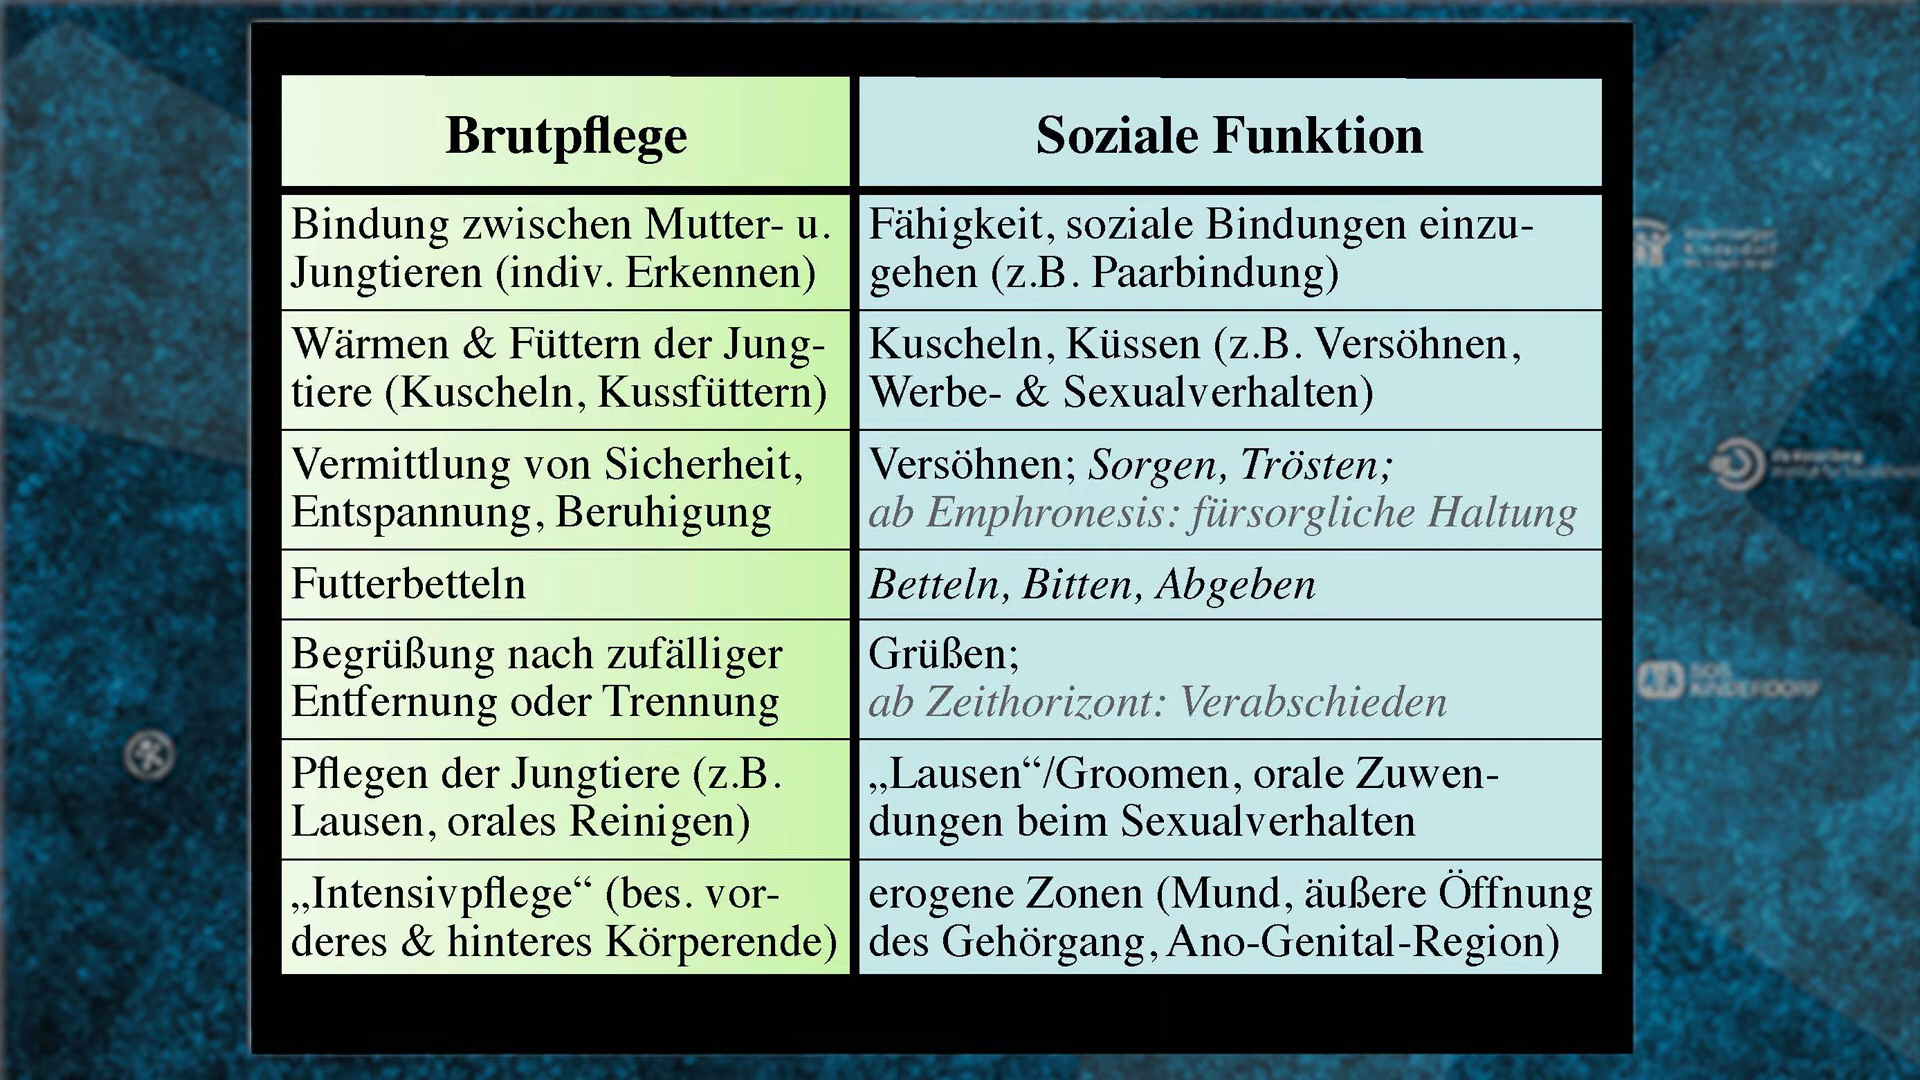 Brutpflege
Soziale Funktion
Bindung zwischen Mutter- u.
Jungtieren (indiv. Erkennen)
Fähigkeit, soziale Bindungen einzu-
gehen (z.B. Paarbindung)
Wärmen & Füttern der Jung-
tiere (Kuscheln, Kussfüttern)
Kuscheln, Küssen (z.B. Versöhnen,
Werbe- & Sexualverhalten)
Vermittlung von Sicherheit,
Entspannung, Beruhigung
Versöhnen; Sorgen, Trösten;
ab Emphronesis: fürsorgliche Haltung
Futterbetteln
Betteln, Bitten, Abgeben
Begrüßung nach zufälliger
Entfernung oder Trennung
Grüßen;
ab Zeithorizont: Verabschieden
Pflegen der Jungtiere (z.B.
Lausen, orales Reinigen)
„Lausen“/Groomen, orale Zuwen-
dungen beim Sexualverhalten
„Intensivpflege“ (bes. vor-
deres & hinteres Körperende)
erogene Zonen (Mund, äußere Öffnung
des Gehörgang, Ano-Genital-Region)
SOS
KINDERDORF